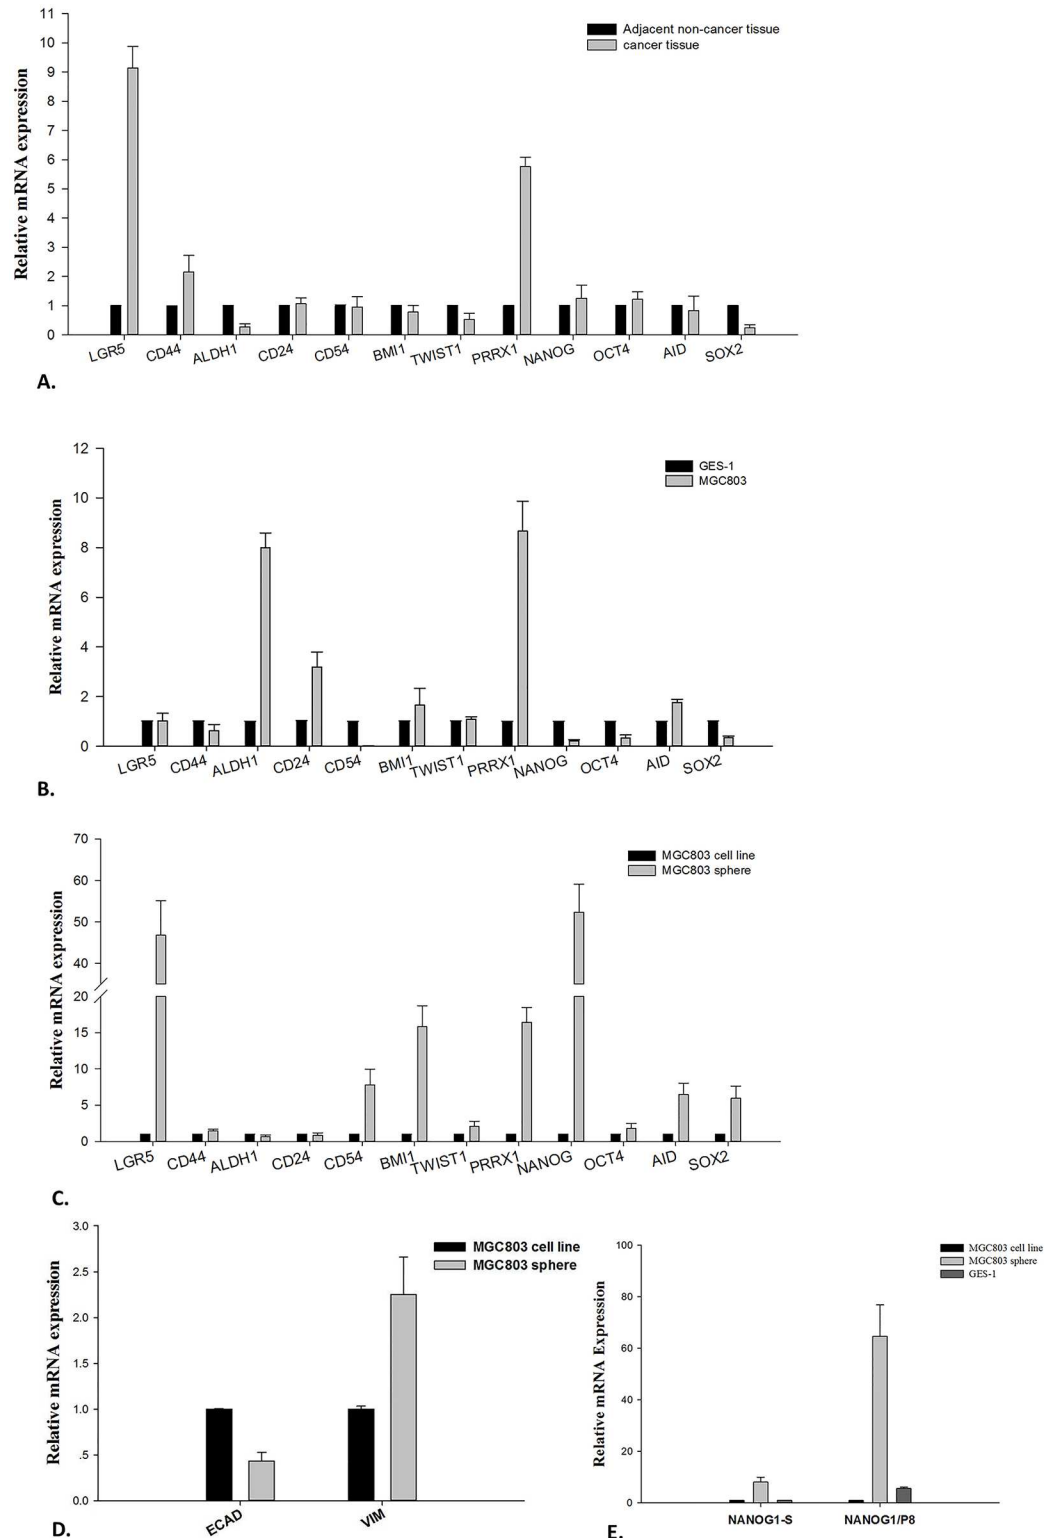 Relative mRNA expression
11
10
9
8
7
6
5
4
3
2
1
0
Adjacent non-cancer tissue
cancer tissue
LGR5 CD44 ALDH1 CD24 CD54 BMI1 TWIST1 PRRX1 NANOG OCT4 AID SOX2
A.
Relative mRNA expression
12
10
8
6
4
2
0
GES-1
MGC803
LGR5 CD44 ALDH1 CD24 CD54 BMI1 TWIST1 PRRX1 NANOG OCT4 AID SOX2
B.
Relative mRNA expression
70
60
50
40
20
15
10
5
0
MGC803 cell line
MGC803 sphere
LGR5 CD44 ALDH1 CD24 CD54 BMI1 TWIST1 PRRX1 NANOG OCT4 AID SOX2
C.
Relative mRNA expression
3.0
2.5
2.0
1.5
1.0
.5
0.0
MGC803 cell line
MGC803 sphere
ECAD VIM
D.
Relative mRNA Expression
100
80
60
40
20
0
MGC803 cell line
MGC803 sphere
GES-1
NANOG1-S NANOG1/P8
E.